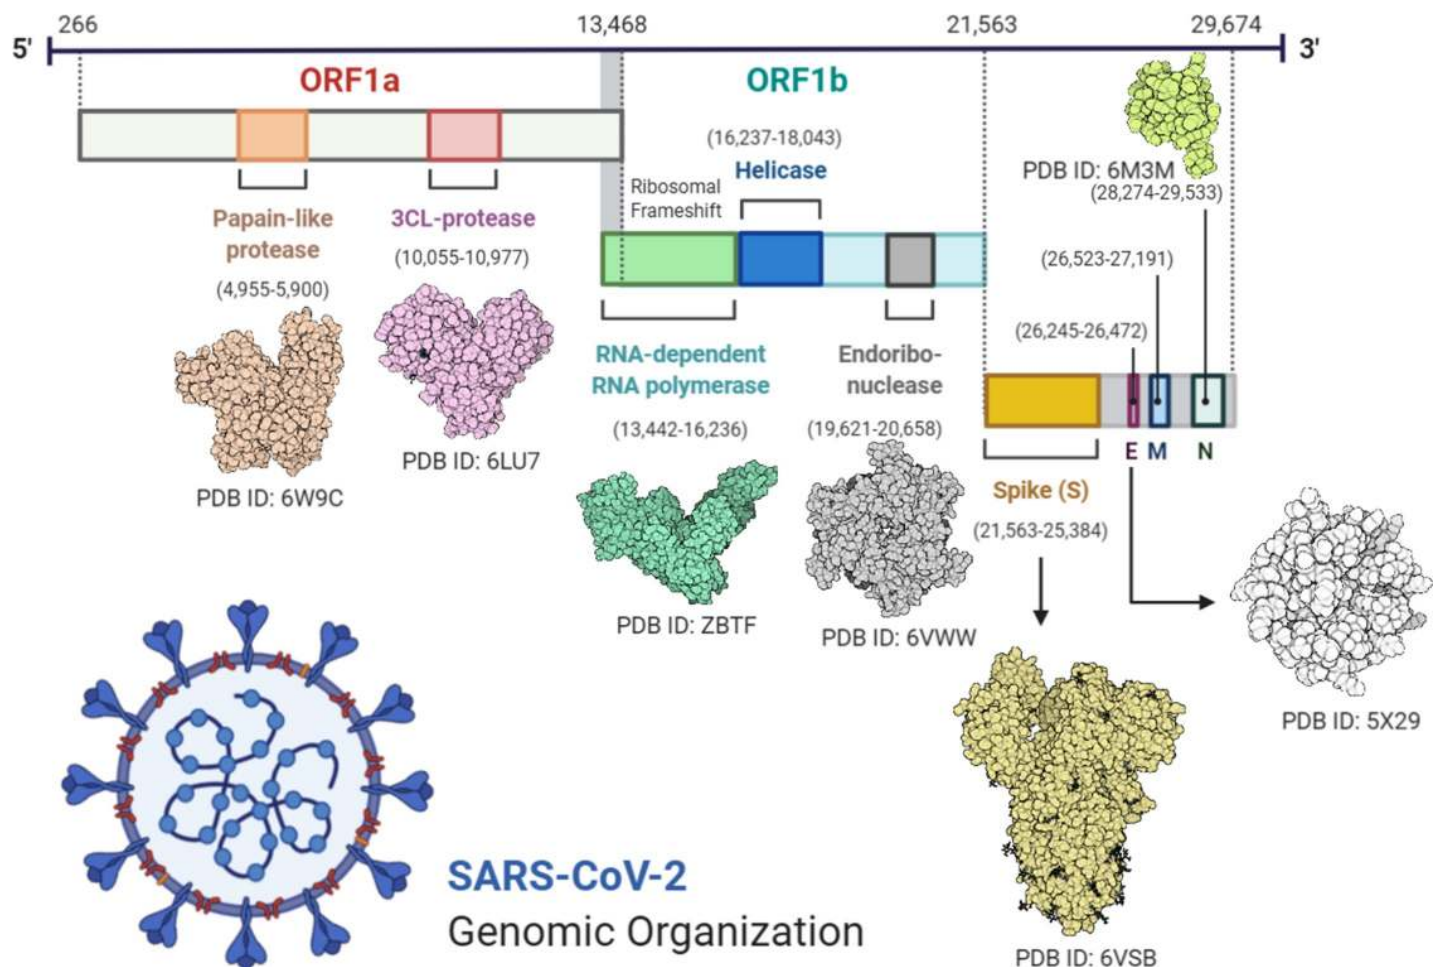 266 13,468 21,563 29,674
5' 3'
ORF1a ORF1b
(16,237-18,043)
Helicase
PDB ID: 6M3M
(28,274-29,533)
Ribosomal
Frameshift
Papain-like
protease
(4,955-5,900)
3CL-protease
(10,055-10,977)
(26,523-27,191)
(26,245-26,472)
RNA-dependent
RNA polymerase
(13,442-16,236)
Endoribo-
nuclease
(19,621-20,658)
E M N
PDB ID: 6W9C
PDB ID: 6LU7
Spike (S)
(21,563-25,384)
PDB ID: ZBTF
PDB ID: 6VWW
PDB ID: 5X29
SARS-CoV-2
Genomic Organization
PDB ID: 6VSB